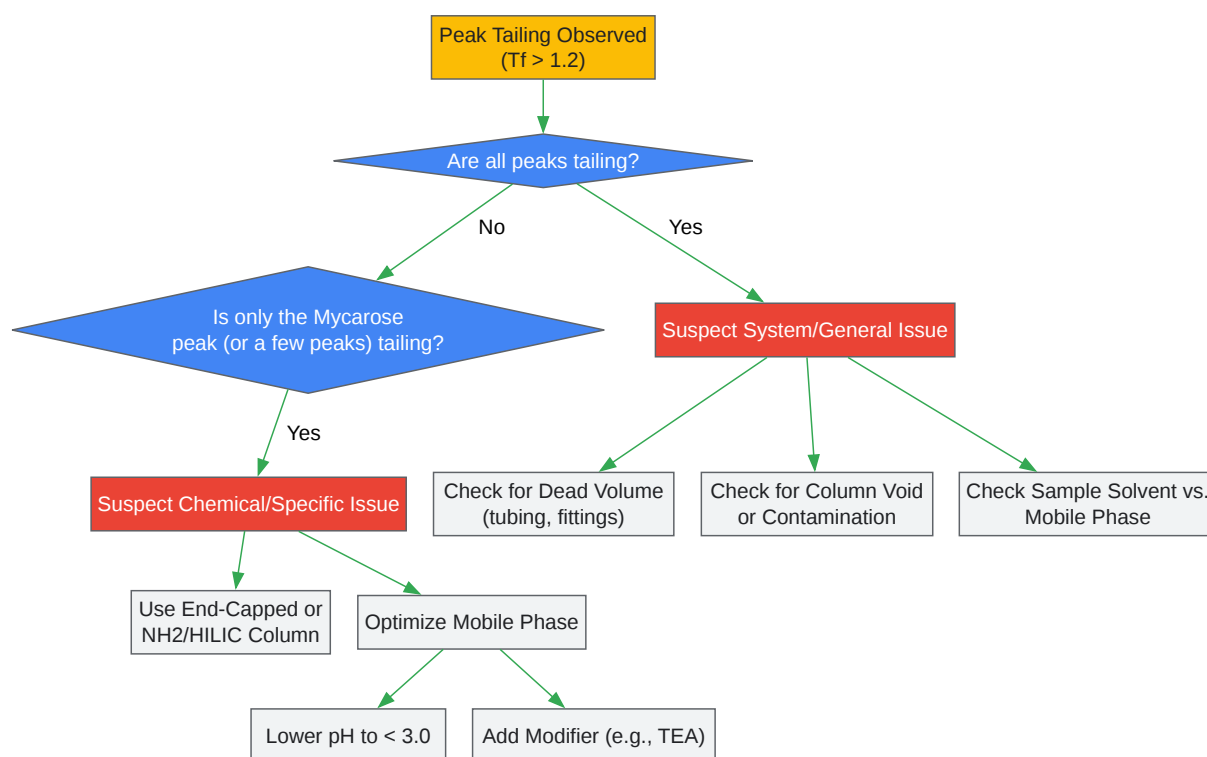 Peak Tailing Observed
(Tf > 1.2)
Are all peaks tailing?
No
Yes
Is only the Mycarose
peak (or a few peaks) tailing?
Suspect System/General Issue
Yes
Suspect Chemical/Specific Issue
Check for Dead Volume
(tubing, fittings)
Check for Column Void
or Contamination
Check Sample Solvent vs.
Mobile Phase
Use End-Capped or
NH2/HILIC Column
Optimize Mobile Phase
Lower pH to < 3.0
Add Modifier (e.g., TEA)